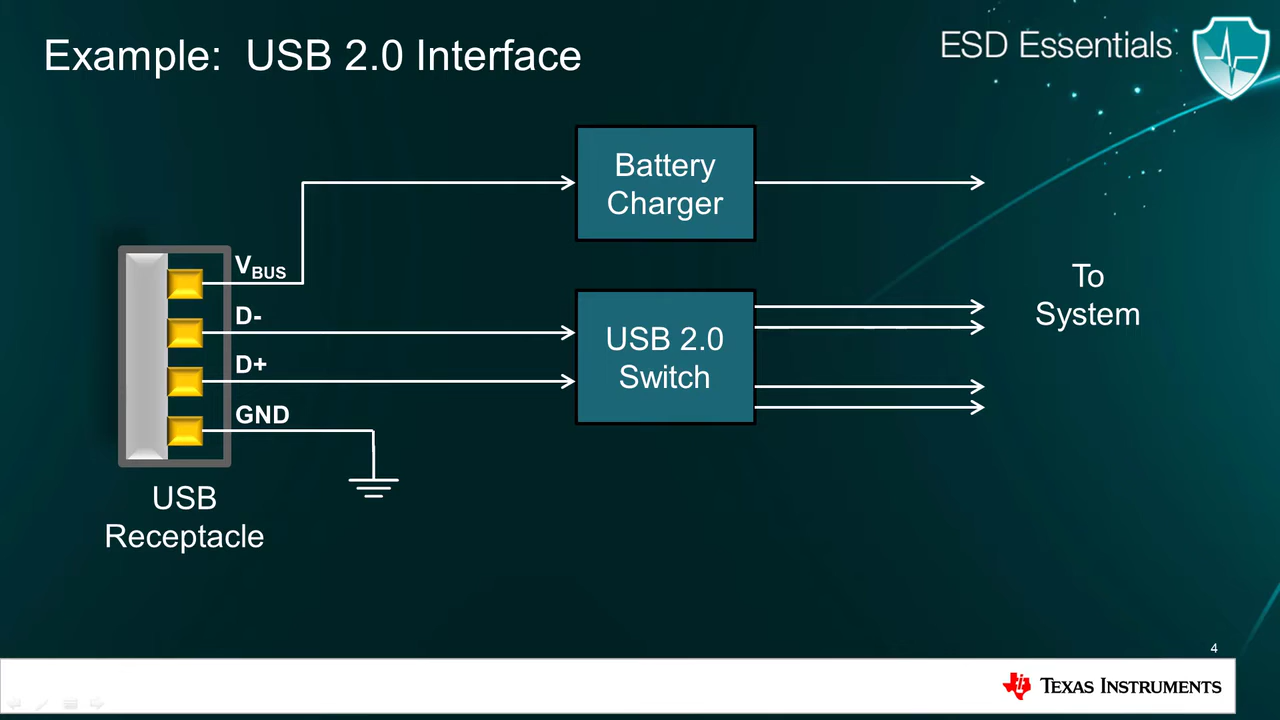 Example: USB 2.0 Interface
ESD Essentials
Battery
Charger
VBUS
D-
D+
GND
USB 2.0
Switch
To
System
USB
Receptacle
4
TEXAS INSTRUMENTS